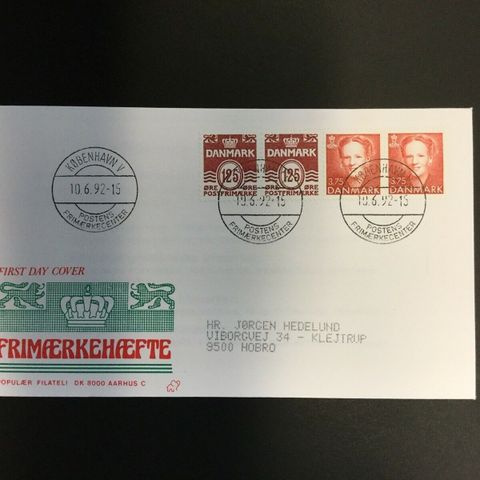 KØBENHAVN V
10.6.92-15
POSTENS
FRIMÆRKECENTER
DANMARK
125
ØRE ØRE
POSTFRIMÆRKE
DANMARK
125
ØRE ØRE
POSTFRIMÆRKE
3.75
DANMARK
3.75
DANMARK
10.6.92-15
POSTENS
FRIMÆRKECENTER
10.6.92-15
POSTENS
FRIMÆRKECENTER
FIRST DAY COVER
FRIMÆRKEHÆFTE
POPULÆR FILATELI DK 8000 AARHUS C
HR. JØRGEN HEDELUND
VIBORGVEJ 34 - KLEJTRUP
9500 HOBRO